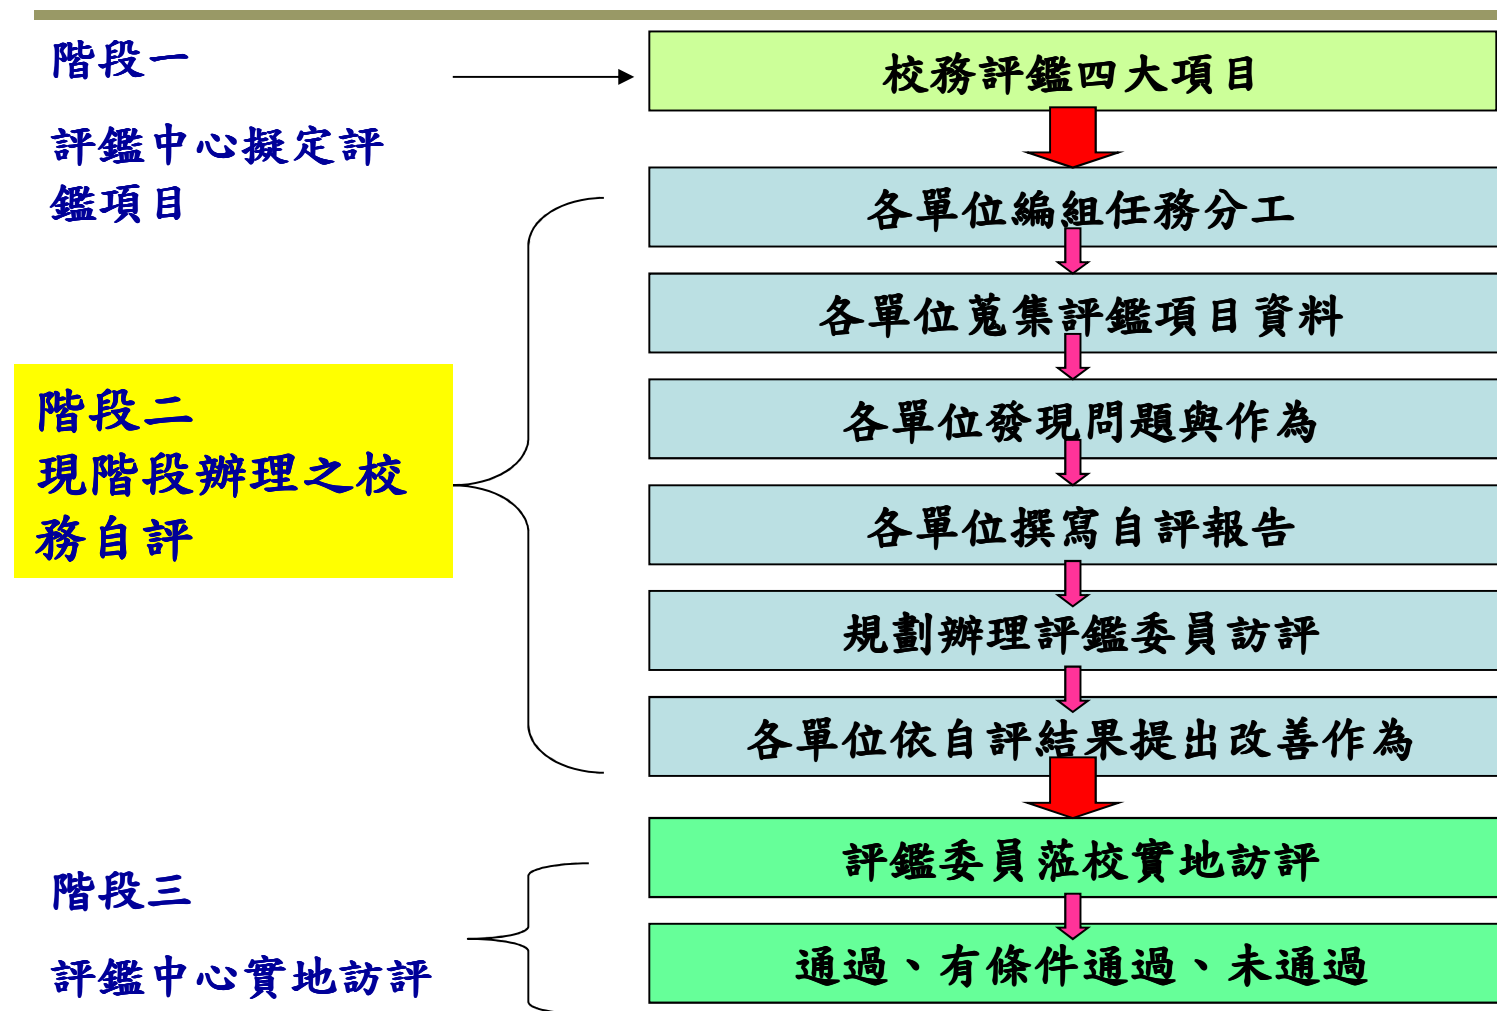 階段一
評鑑中心擬定評
鑑項目
校務評鑑四大項目
階段二
現階段辦理之校
務自評
各單位編組任務分工
各單位蒐集評鑑項目資料
各單位發現問題與作為
各單位撰寫自評報告
規劃辦理評鑑委員訪評
各單位依自評結果提出改善作為
階段三
評鑑中心實地訪評
評鑑委員蒞校實地訪評
通過、有條件通過、未通過